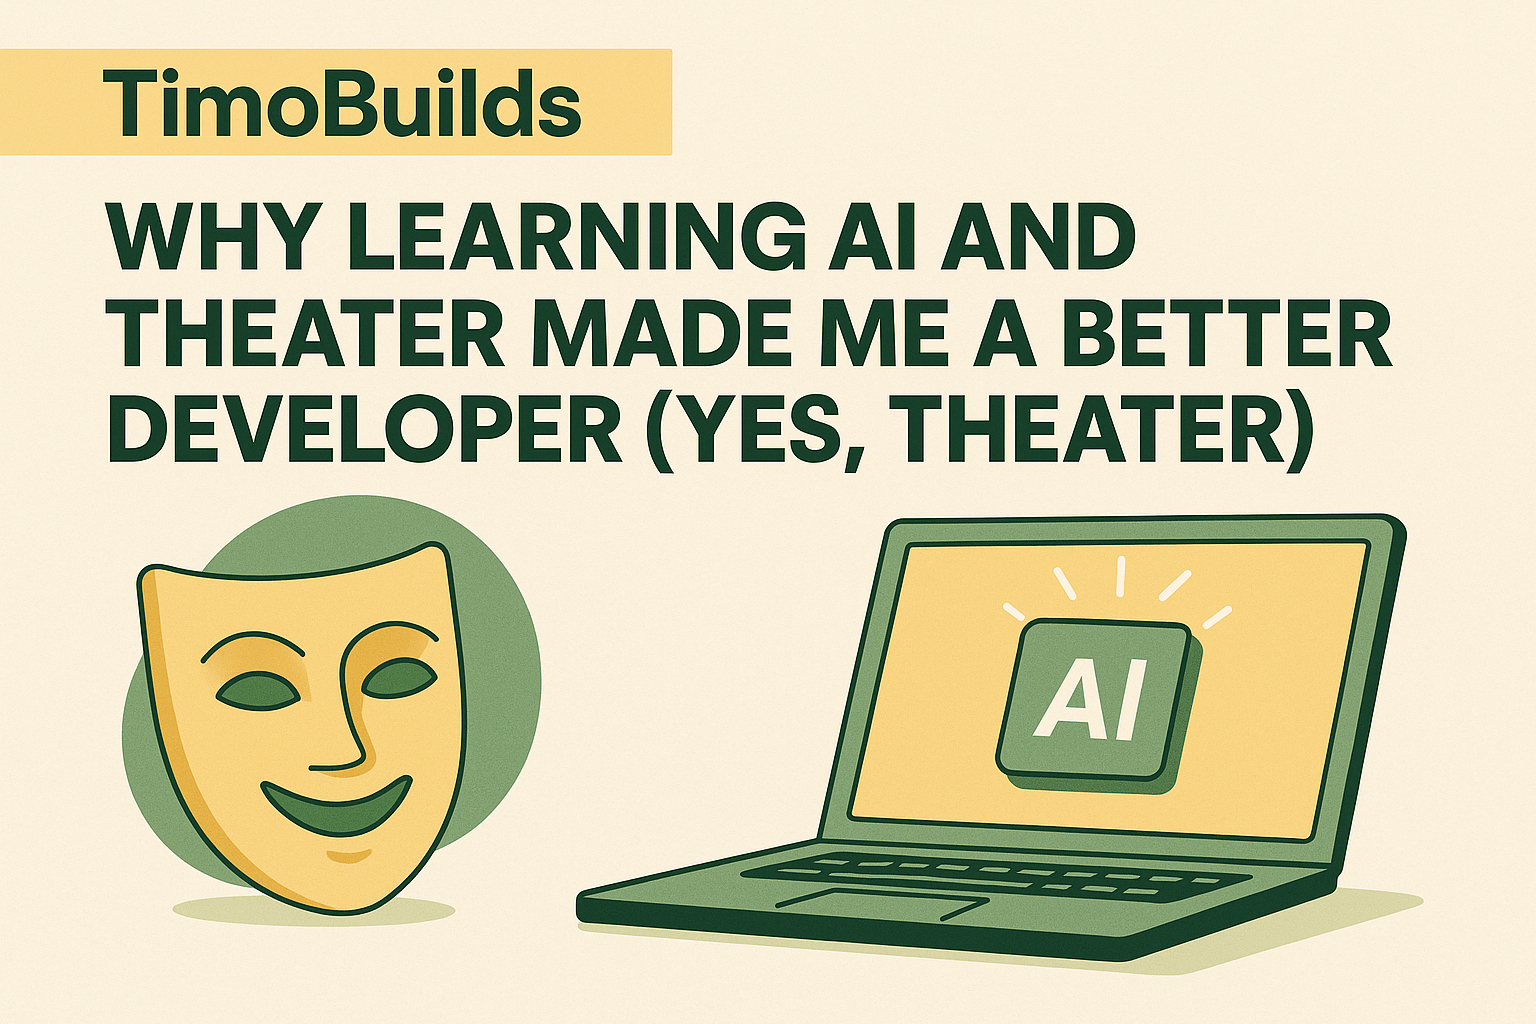 TimoBuilds
WHY LEARNING AI AND
THEATER MADE ME A BETTER
DEVELOPER (YES, THEATER)
AI